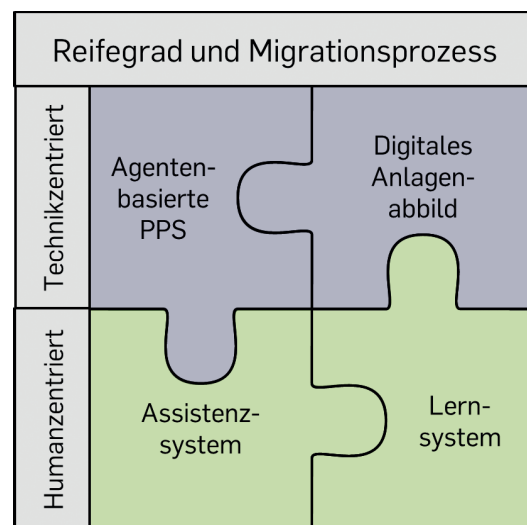 Reifegrad und Migrationsprozess
Technikzentriert
Agenten-
basierte
PPS
Digitales
Anlagen-
abbild
Humanzentriert
Assistenz-
system
Lern-
system